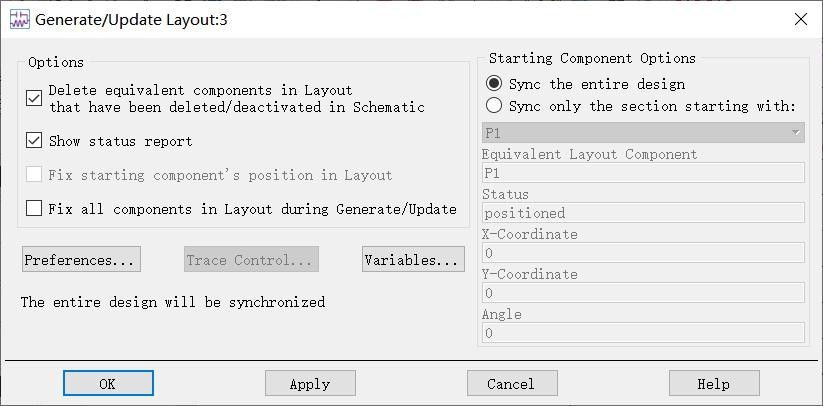 Generate/Update Layout:3
Options
Delete equivalent components in Layout
that have been deleted/deactivated in Schematic
Show status report
Fix starting component's position in Layout
Fix all components in Layout during Generate/Update
Preferences...
Trace Control...
Variables...
The entire design will be synchronized
Starting Component Options
Sync the entire design
Sync only the section starting with:
P1
Equivalent Layout Component
P1
Status
positioned
X-Coordinate
0
Y-Coordinate
0
Angle
0
OK
Apply
Cancel
Help